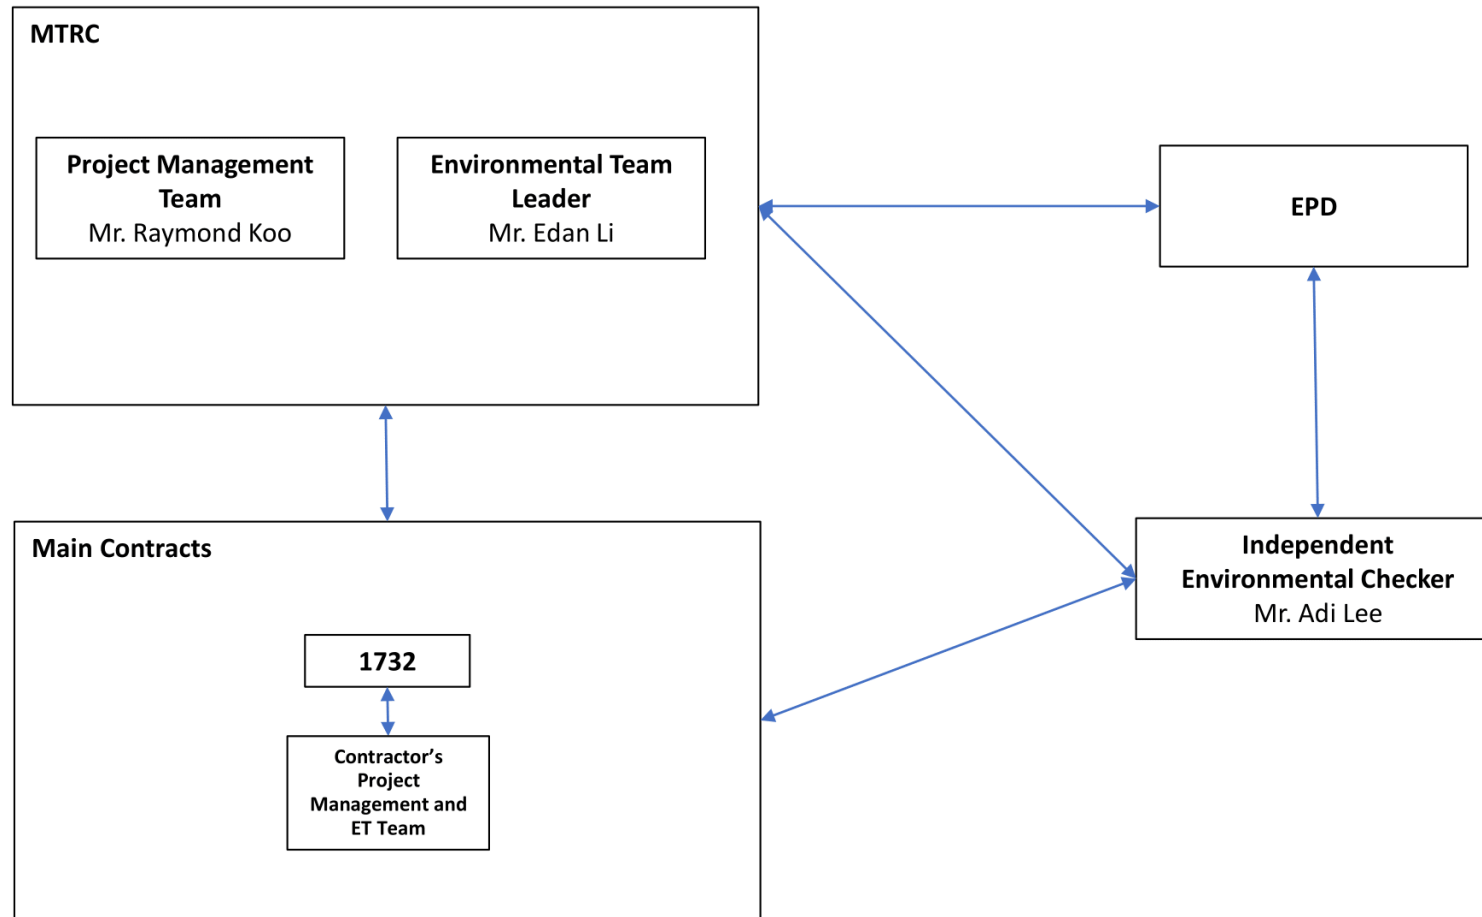 MTRC
Project Management
Team
Mr. Raymond Koo
Environmental Team
Leader
Mr. Edan Li
EPD
Main Contracts
Independent
Environmental Checker
Mr. Adi Lee
1732
Contractor’s
Project
Management and
ET Team